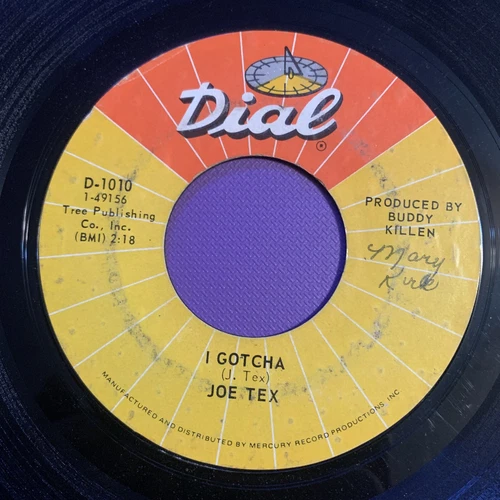 Dial
®
D-1010
1-49156
Tree Publishing
Co., Inc.
(BMI) 2:18
PRODUCED BY
BUDDY
KILLEN
Mary
Kirk
I GOTCHA
(J. Tex)
JOE TEX
MANUFACTURED AND DISTRIBUTED BY MERCURY RECORD PRODUCTIONS INC